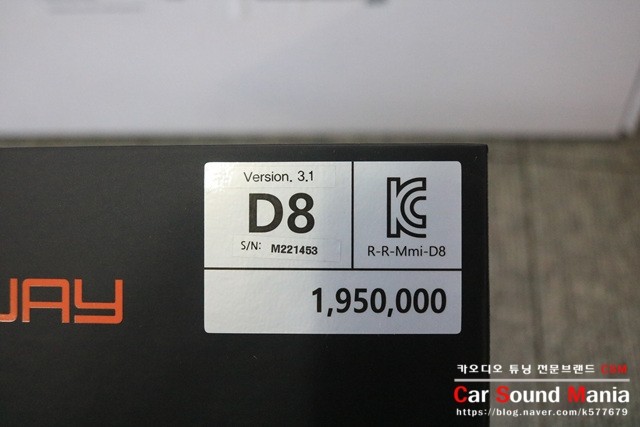 Version. 3.1
D8
S/N: M221453
R-R-Mmi-D8
1,950,000
카오디오 튜닝 전문브랜드 CSM
Car Sound Mania
https://blog.naver.com/k577679